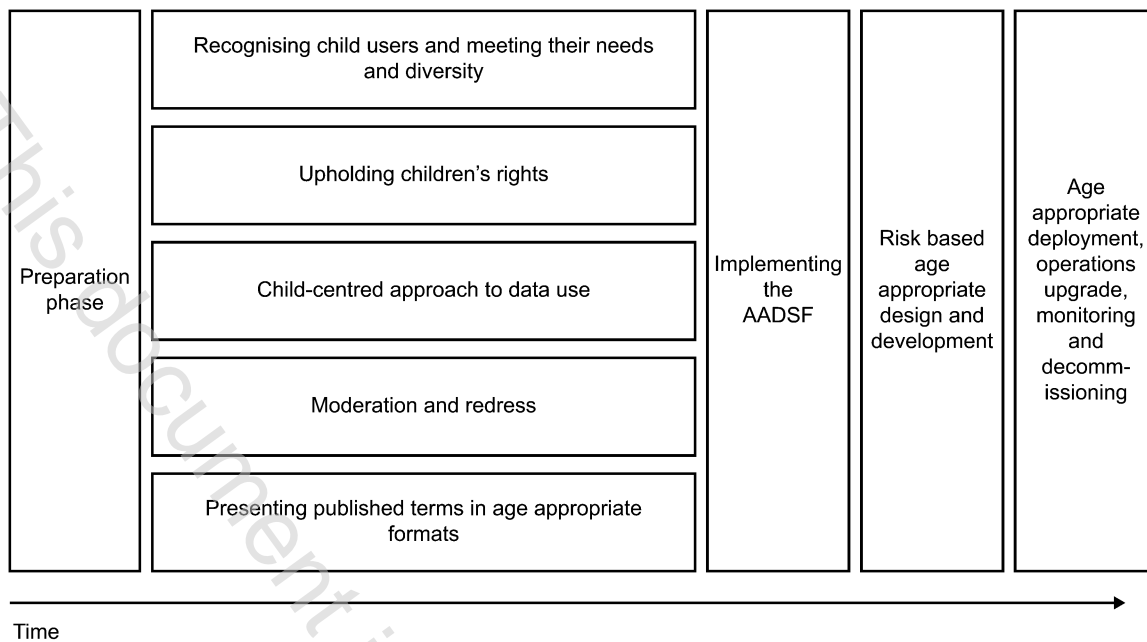 Preparation
phase
Recognising child users and meeting their needs
and diversity
Upholding children’s rights
Child-centred approach to data use
Moderation and redress
Presenting published terms in age appropriate
formats
Implementing
the
AADSF
Risk based
age
appropriate
design and
development
Age
appropriate
deployment,
operations
upgrade,
monitoring
and
decomm-
issioning
Time
This document i